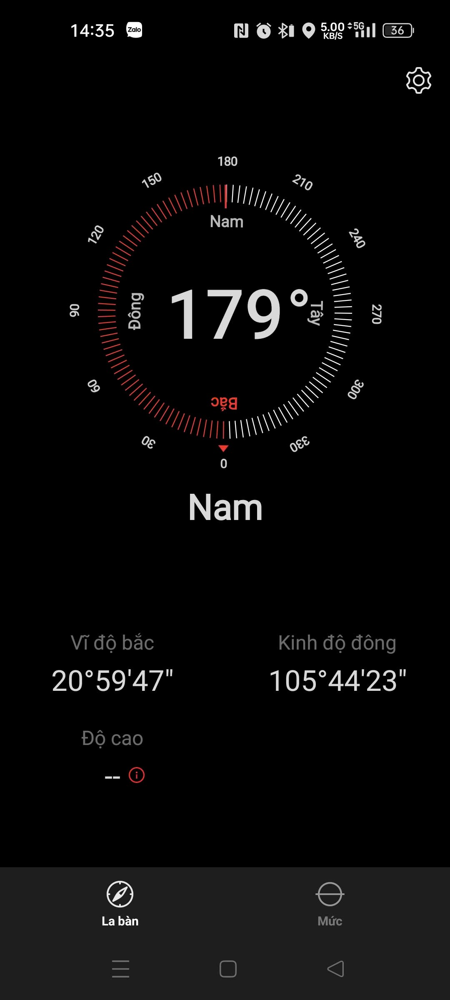 14:35 Zalo 5.00 KB/S 5G 36
180
150 210
Nam
120 240
179°
Đông Tây
90 270
60 300
Bắc
30 330
0
Nam
Vĩ độ bắc Kinh độ đông
20°59'47" 105°44'23"
Độ cao
--
La bàn Mức